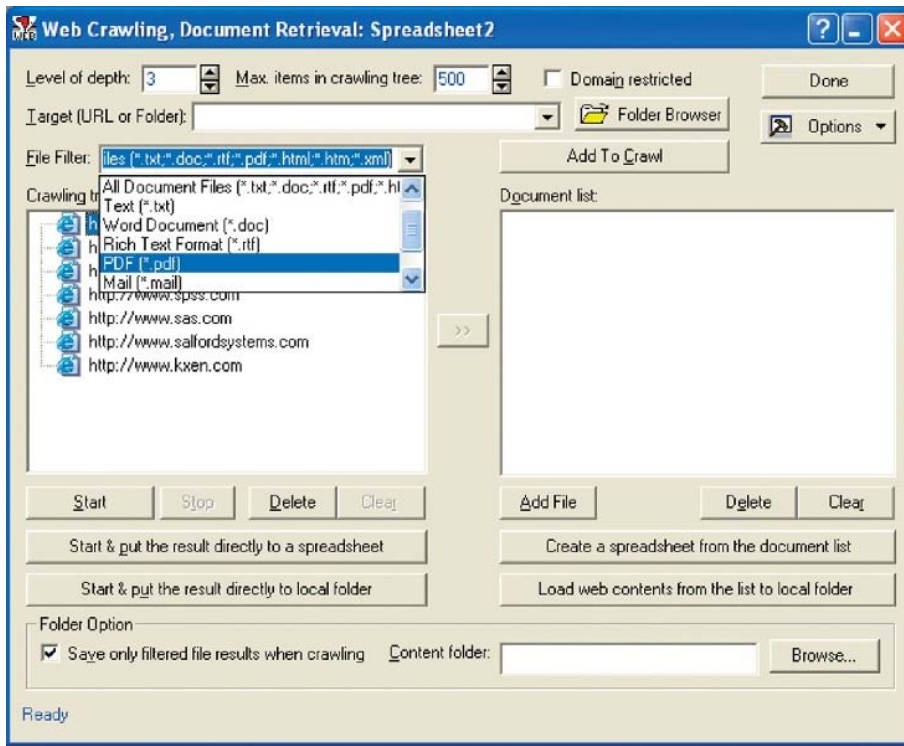 Web Crawling, Document Retrieval: Spreadsheet2
Level of depth: 3 Max. items in crawling tree: 500 Domain restricted Done
Target (URL or Folder): Folder Browser Options
File Filter: iles (*.txt;*.doc;*.rtf;*.pdf;*.html;*.htm;*.xml) Add To Crawl
Crawling tr Document list:
All Document Files (*.txt;*.doc;*.rtf;*.pdf;*.ht
Text (*.txt)
Word Document (*.doc)
Rich Text Format (*.rtf)
PDF (*.pdf)
Mail (*.mail)
h
h
h
http://www.spss.com
http://www.sas.com
http://www.salfordsystems.com
http://www.kxen.com
>>
Start Stop Delete Clear Add File Delete Clear
Start & put the result directly to a spreadsheet Create a spreadsheet from the document list
Start & put the result directly to local folder Load web contents from the list to local folder
Folder Option
Save only filtered file results when crawling Content folder: Browse...
Ready